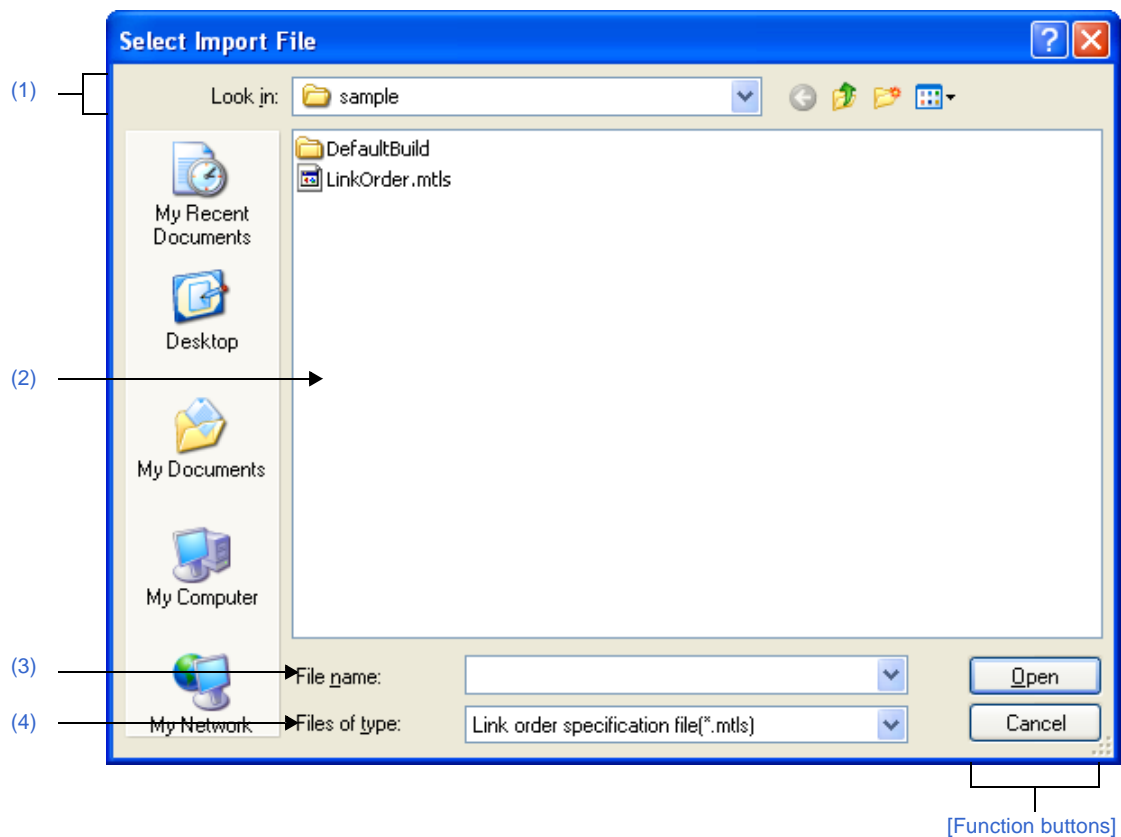 Select Import File
(1)
Look in:
sample
DefaultBuild
LinkOrder.mtls
My Recent
Documents
Desktop
(2)
My Documents
My Computer
(3)
File name:
Open
(4)
My Network
Files of type:
Link order specification file(*.mtls)
Cancel
[Function buttons]